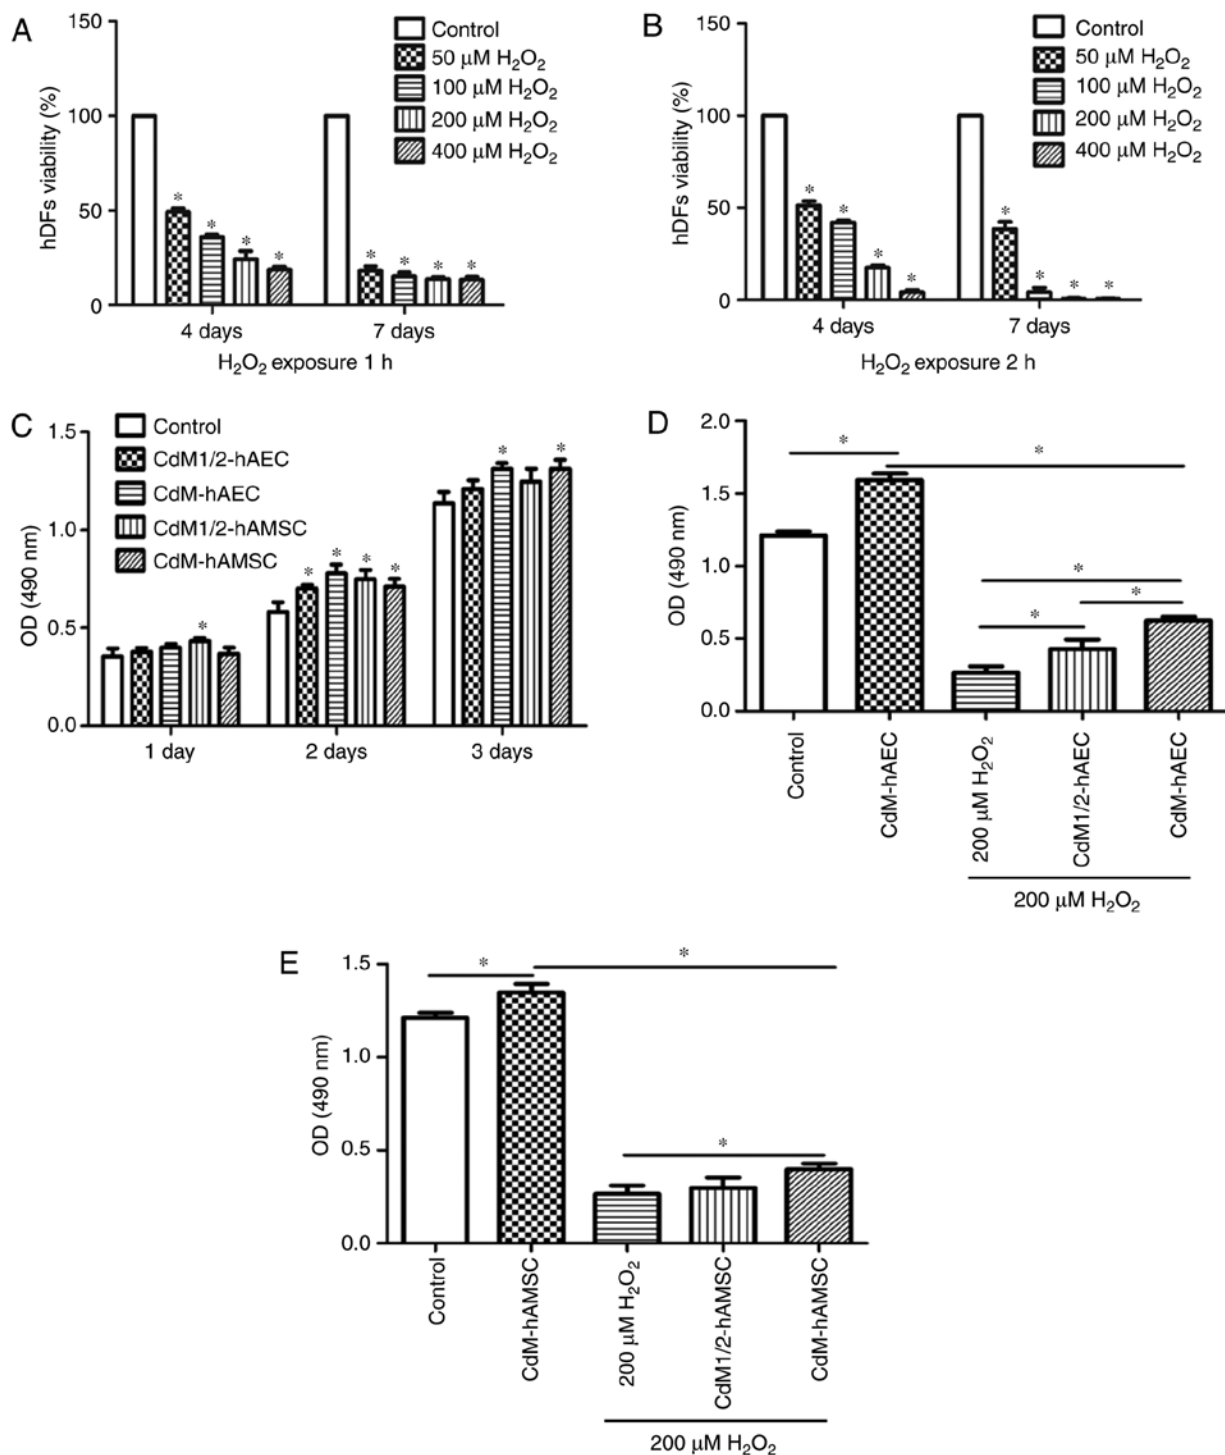 A
hDFs viability (%)
150
100
50
0
Control
50 μM H₂O₂
100 μM H₂O₂
200 μM H₂O₂
400 μM H₂O₂
* * * * * * * *
4 days 7 days
H₂O₂ exposure 1 h
B
hDFs viability (%)
150
100
50
0
Control
50 μM H₂O₂
100 μM H₂O₂
200 μM H₂O₂
400 μM H₂O₂
* * * * * * * *
4 days 7 days
H₂O₂ exposure 2 h
C
OD (490 nm)
1.5
1.0
0.5
0.0
Control
CdM1/2-hAEC
CdM-hAEC
CdM1/2-hAMSC
CdM-hAMSC
* * * * * * *
1 day 2 days 3 days
D
OD (490 nm)
2.0
1.5
1.0
0.5
0.0
* * * * *
Control
CdM-hAEC
200 μM H₂O₂
CdM1/2-hAEC
CdM-hAEC
200 μM H₂O₂
E
OD (490 nm)
1.5
1.0
0.5
0.0
* * *
Control
CdM-hAMSC
200 μM H₂O₂
CdM1/2-hAMSC
CdM-hAMSC
200 μM H₂O₂